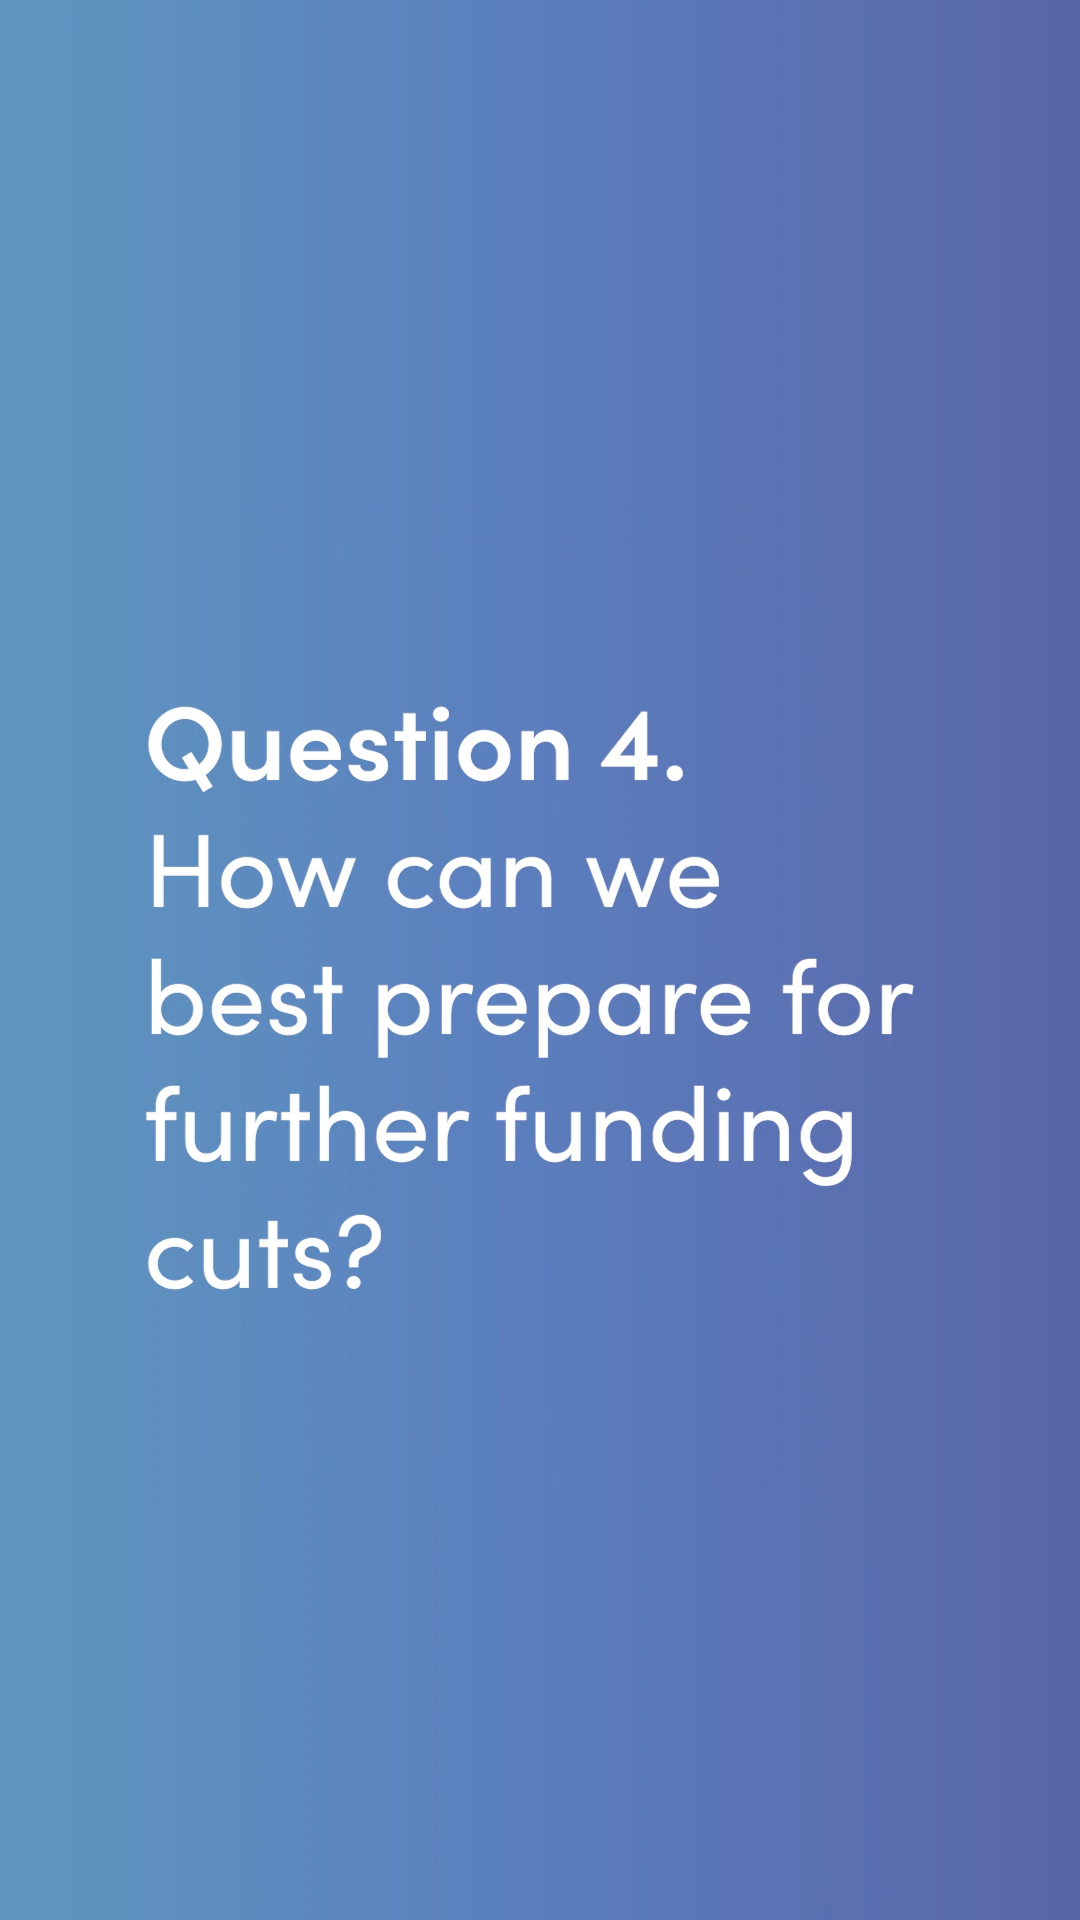 Question 4.
How can we
best prepare for
further funding
cuts?